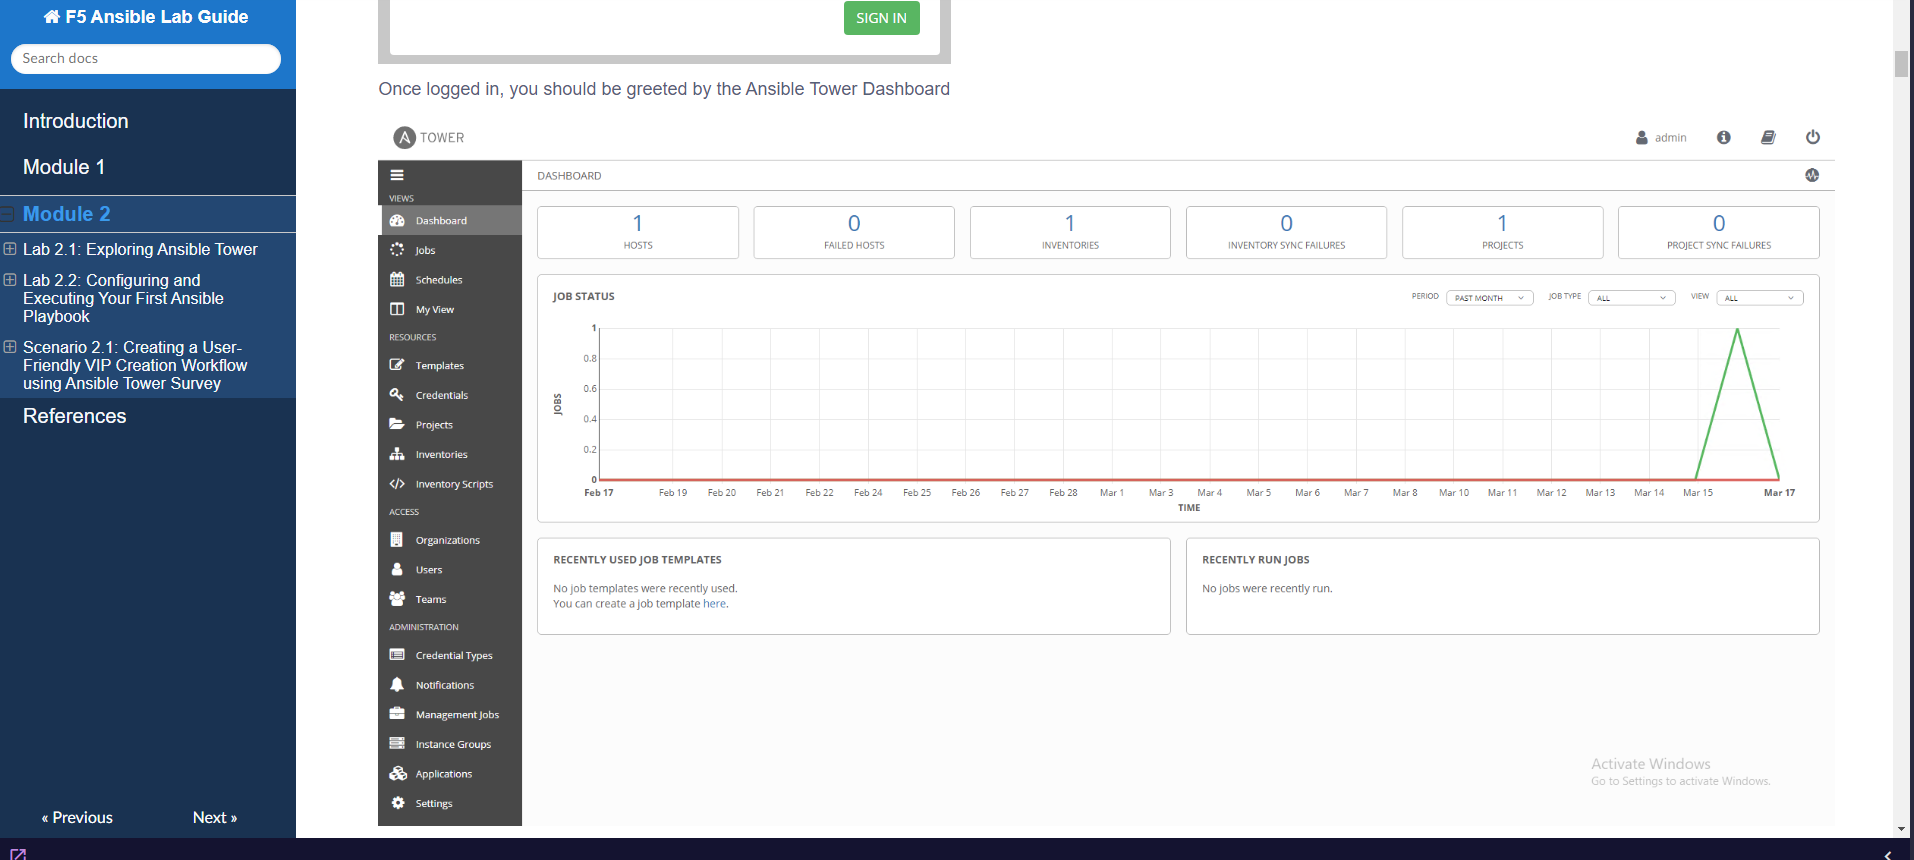 F5 Ansible Lab Guide
Search docs
Introduction
Module 1
Module 2
Lab 2.1: Exploring Ansible Tower
Lab 2.2: Configuring and
Executing Your First Ansible
Playbook
Scenario 2.1: Creating a User-
Friendly VIP Creation Workflow
using Ansible Tower Survey
References
« Previous Next »
SIGN IN
Once logged in, you should be greeted by the Ansible Tower Dashboard
A TOWER
admin
VIEWS
Dashboard
Jobs
Schedules
My View
RESOURCES
Templates
Credentials
Projects
Inventories
Inventory Scripts
ACCESS
Organizations
Users
Teams
ADMINISTRATION
Credential Types
Notifications
Management Jobs
Instance Groups
Applications
Settings
DASHBOARD
1 0 1 0 1 0
HOSTS FAILED HOSTS INVENTORIES INVENTORY SYNC FAILURES PROJECTS PROJECT SYNC FAILURES
JOB STATUS
PERIOD PAST MONTH JOB TYPE ALL VIEW ALL
1
0.8
0.6
0.4
0.2
0
JOBS
Feb 17 Feb 19 Feb 20 Feb 21 Feb 22 Feb 24 Feb 25 Feb 26 Feb 27 Feb 28 Mar 1 Mar 3 Mar 4 Mar 5 Mar 6 Mar 7 Mar 8 Mar 10 Mar 11 Mar 12 Mar 13 Mar 14 Mar 15 Mar 17
TIME
RECENTLY USED JOB TEMPLATES
No job templates were recently used.
You can create a job template here.
RECENTLY RUN JOBS
No jobs were recently run.
Activate Windows
Go to Settings to activate Windows.